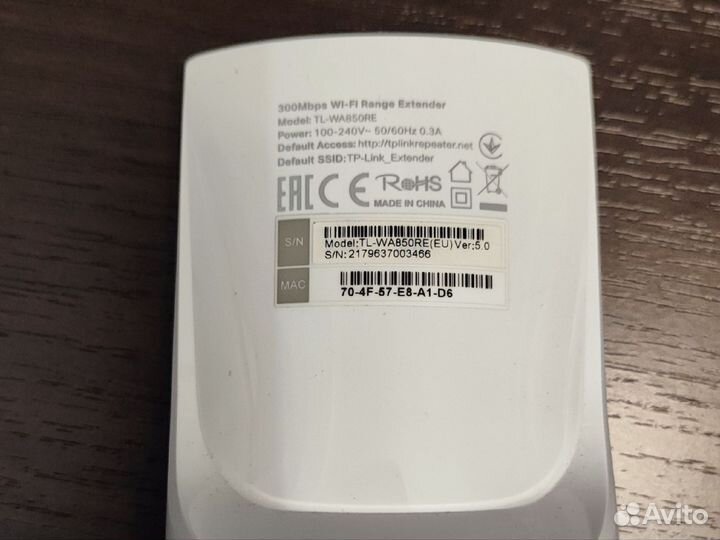 300Mbps Wi-Fi Range Extender
Model: TL-WA850RE
Power: 100-240V~ 50/60Hz 0.3A
Default Access: http://tplinkrepeater.net
Default SSID:TP-Link_Extender
EAC CE RoHS
MADE IN CHINA
S/N
Model:TL-WA850RE(EU) Ver:5.0
S/N: 2179637003466
MAC
70-4F-57-E8-A1-D6
Avito